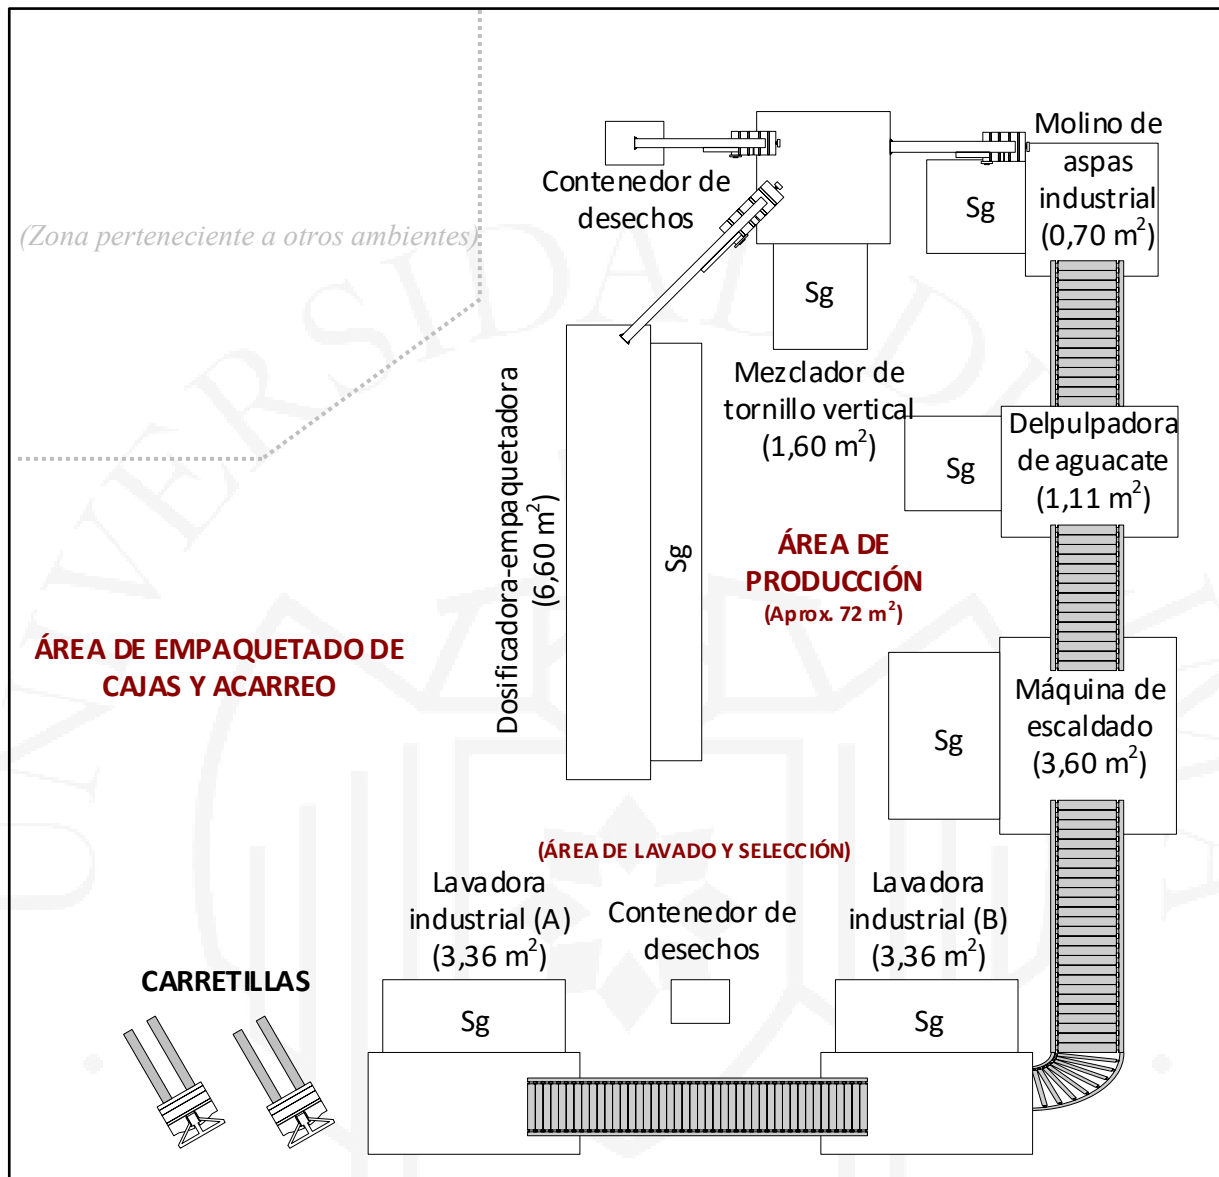 Molino de
aspas
industrial
(0,70 m²)
Contenedor de
desechos
Sg
(Zona perteneciente a otros ambientes)
Sg
Mezclador de
tornillo vertical
(1,60 m²)
Delpulpadora
de aguacate
(1,11 m²)
Sg
Dosificadora-empaquetadora
(6,60 m²)
Sg
ÁREA DE
PRODUCCIÓN
(Aprox. 72 m²)
ÁREA DE EMPAQUETADO DE
CAJAS Y ACARREO
Máquina de
escaldado
(3,60 m²)
Sg
(ÁREA DE LAVADO Y SELECCIÓN)
Lavadora
industrial (A)
(3,36 m²)
Contenedor de
desechos
Lavadora
industrial (B)
(3,36 m²)
CARRETILLAS
Sg
Sg